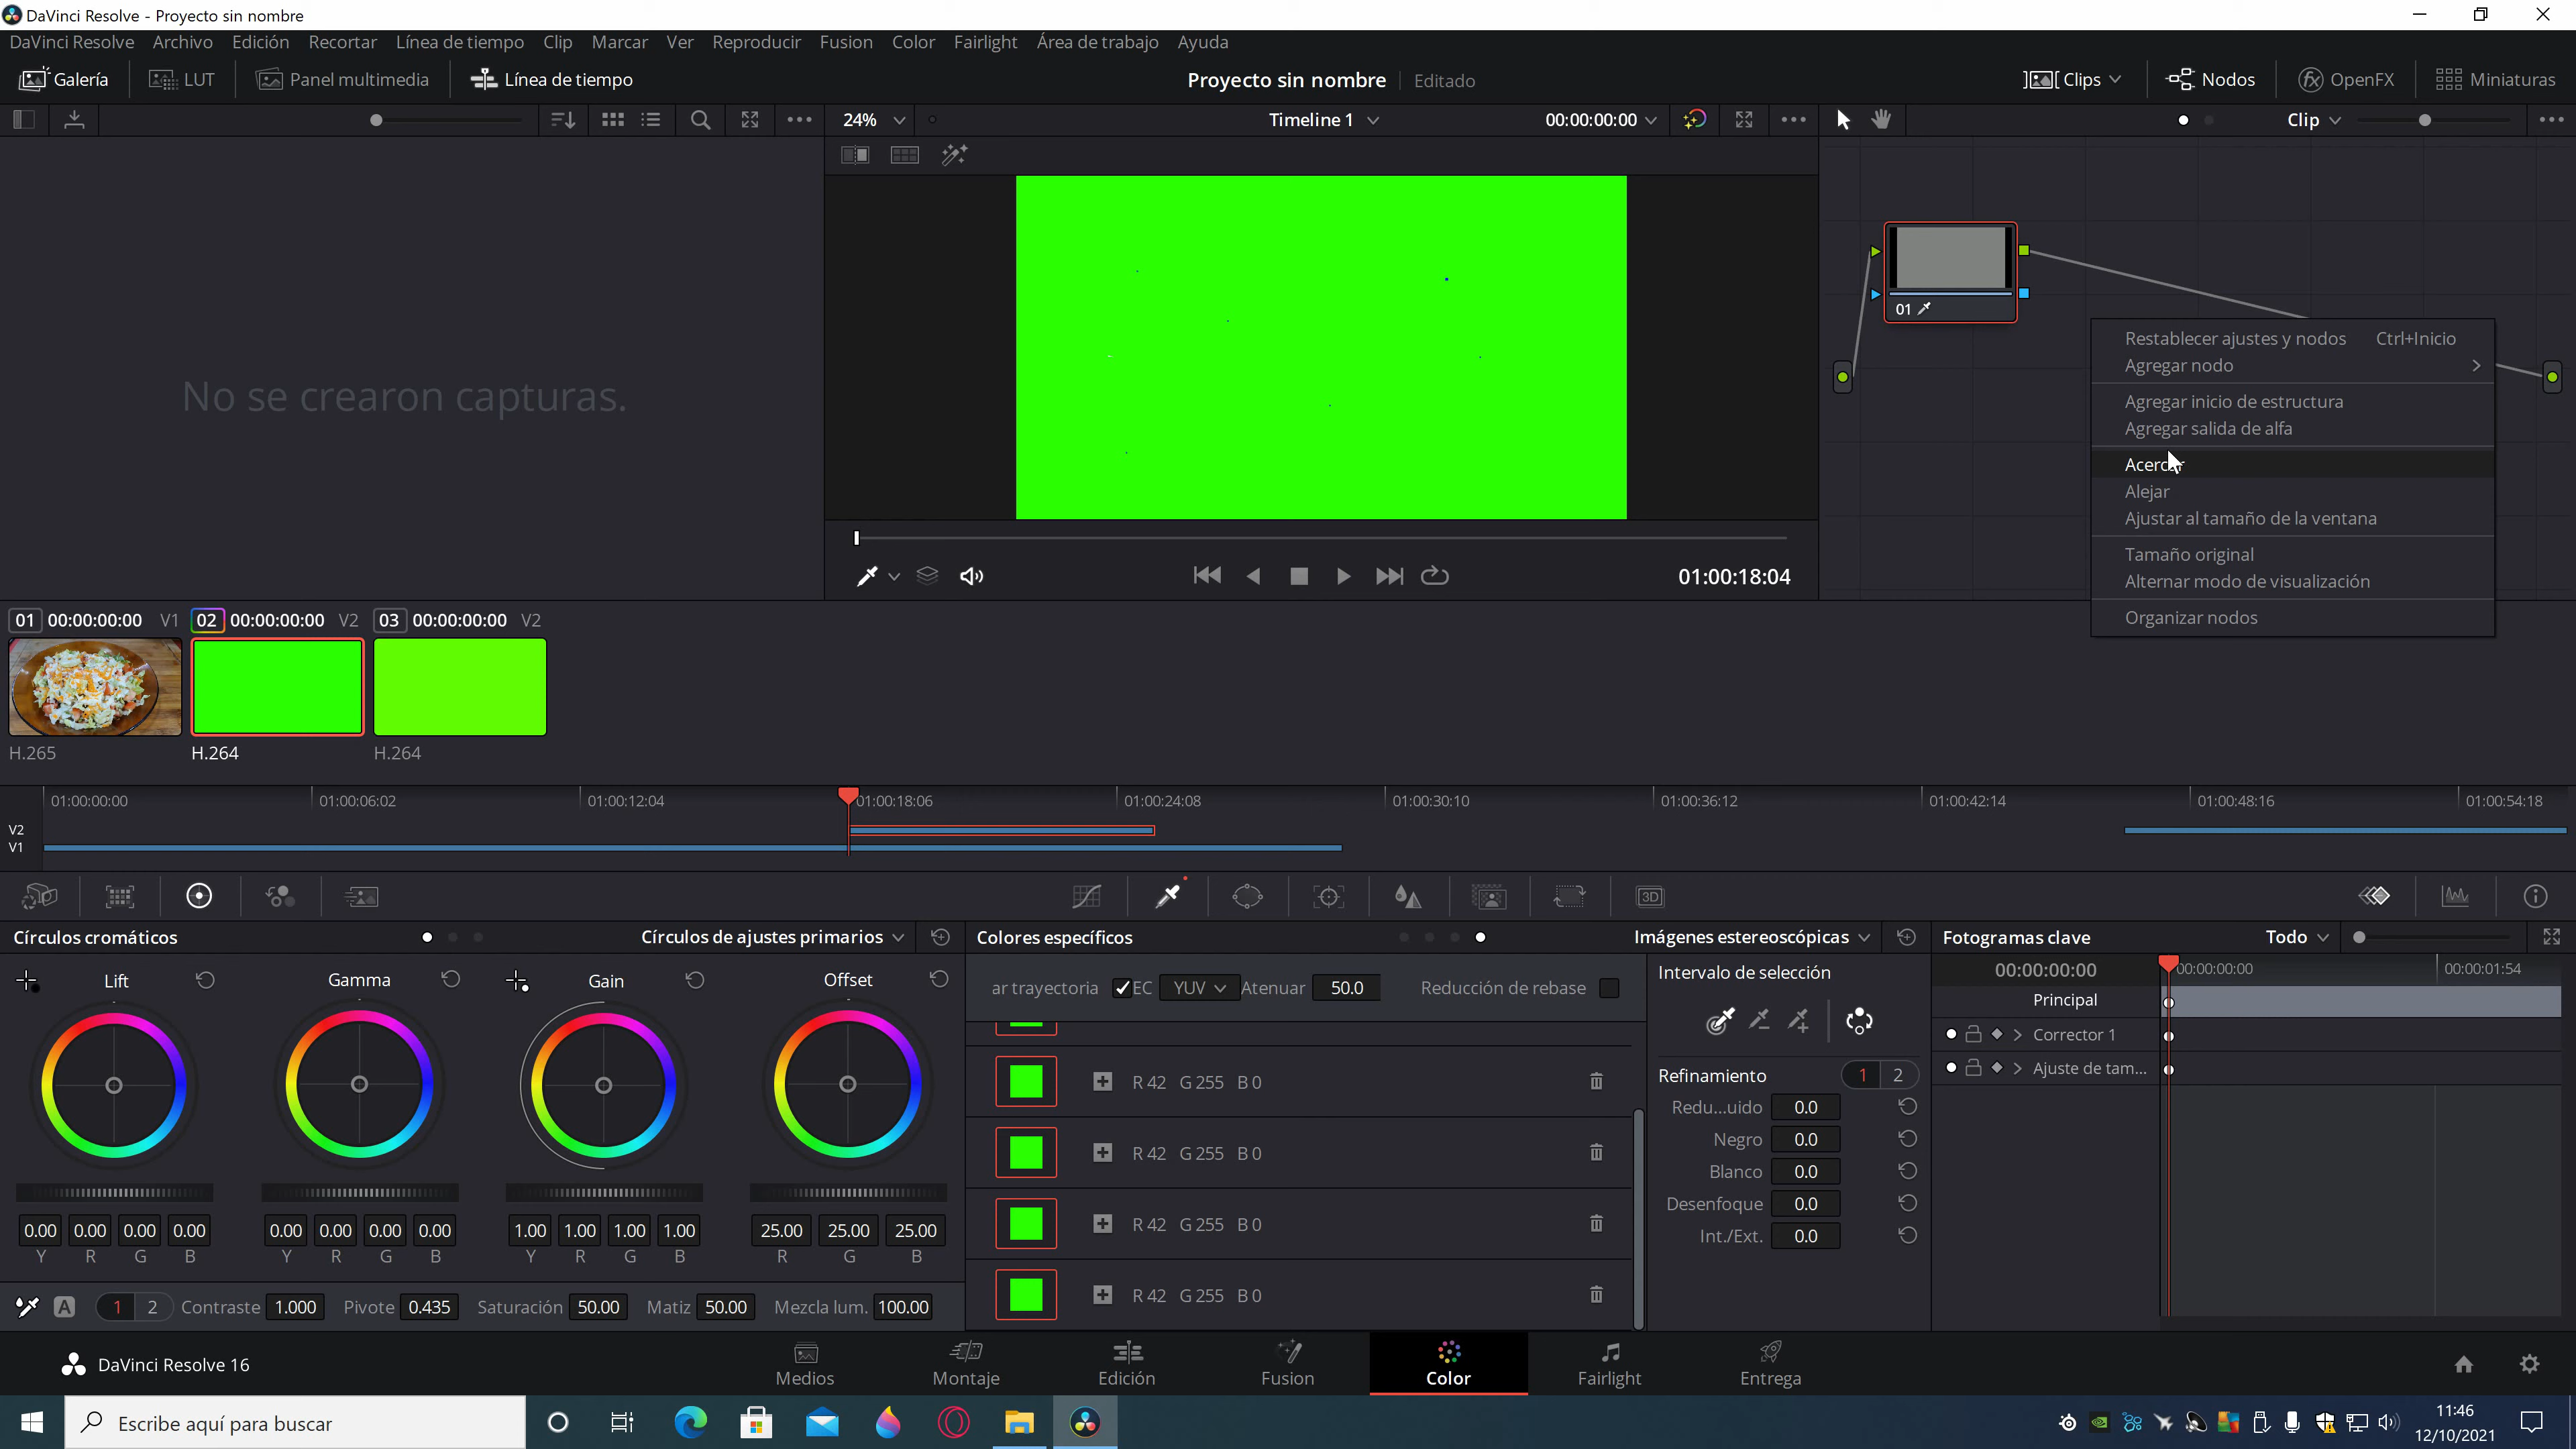 DaVinci Resolve - Proyecto sin nombre
DaVinci Resolve Archivo Edición Recortar Línea de tiempo Clip Marcar Ver Reproducir Fusion Color Fairlight Área de trabajo Ayuda
Galería LUT Panel multimedia Línea de tiempo Proyecto sin nombre Editado Clips Nodos OpenFX Miniaturas
24% Timeline 1 00:00:00:00 Clip
No se crearon capturas.
01
Restablecer ajustes y nodos Ctrl+Inicio
Agregar nodo
Agregar inicio de estructura
Agregar salida de alfa
Acercar
Alejar
Ajustar al tamaño de la ventana
Tamaño original
Alternar modo de visualización
Organizar nodos
01:00:18:04
01 00:00:00:00 V1 02 00:00:00:00 V2 03 00:00:00:00 V2
H.265 H.264 H.264
01:00:00:00 01:00:06:02 01:00:12:04 01:00:18:06 01:00:24:08 01:00:30:10 01:00:36:12 01:00:42:14 01:00:48:16 01:00:54:18
V2
V1
3D
Círculos cromáticos Círculos de ajustes primarios Colores específicos Imágenes estereoscópicas Fotogramas clave Todo
Lift Gamma Gain Offset
ar trayectoria EC YUV Atenuar 50.0 Reducción de rebase
Intervalo de selección
00:00:00:00 00:00:00:00 00:00:01:54
Principal
Corrector 1
Ajuste de tam...
R 42 G 255 B 0
R 42 G 255 B 0
R 42 G 255 B 0
R 42 G 255 B 0
Refinamiento 1 2
Redu...uido 0.0
Negro 0.0
Blanco 0.0
Desenfoque 0.0
Int./Ext. 0.0
0.00 0.00 0.00 0.00 0.00 0.00 0.00 0.00 1.00 1.00 1.00 1.00 25.00 25.00 25.00
Y R G B Y R G B Y R G B R G B
A 1 2 Contraste 1.000 Pivote 0.435 Saturación 50.00 Matiz 50.00 Mezcla lum. 100.00
DaVinci Resolve 16 Medios Montaje Edición Fusion Color Fairlight Entrega
Escribe aquí para buscar
11:46
12/10/2021